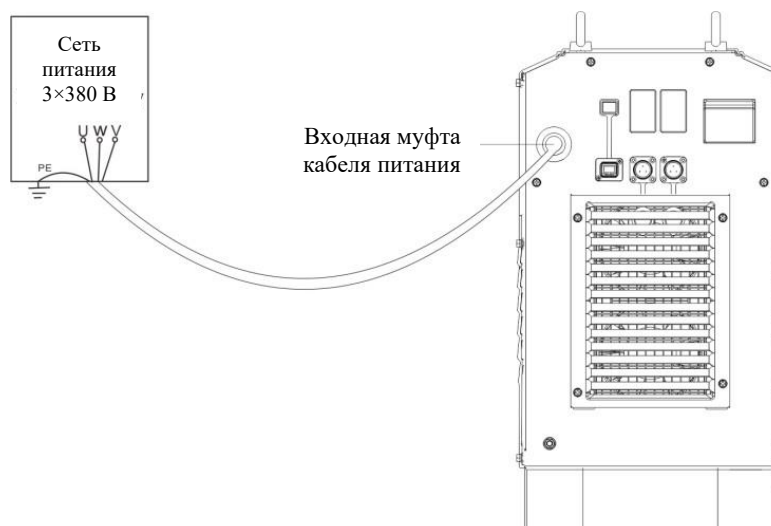 Сеть
питания
3×380 В
U W V
PE
Входная муфта
кабеля питания